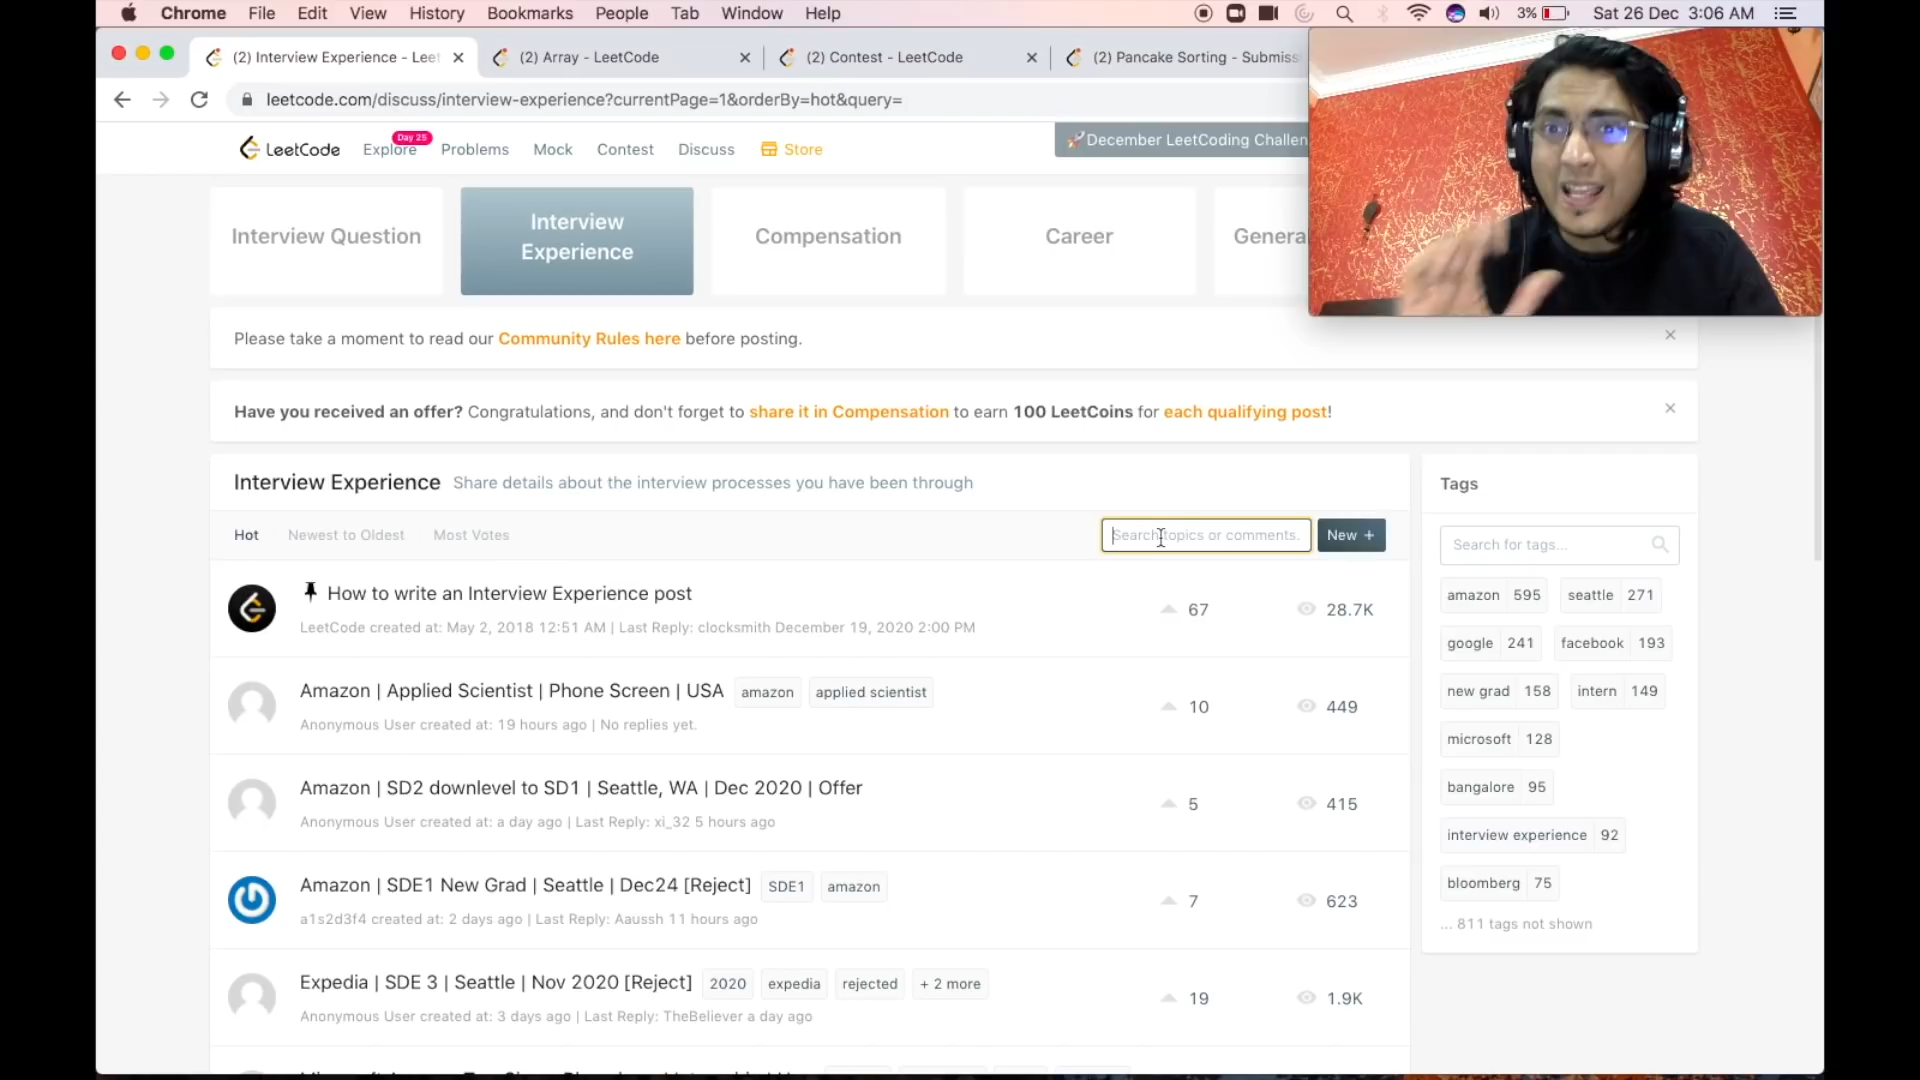 Chrome File Edit View History Bookmarks People Tab Window Help 3% Sat 26 Dec 3:06 AM
(2) Interview Experience - Leet (2) Array - LeetCode (2) Contest - LeetCode (2) Pancake Sorting - Submiss
leetcode.com/discuss/interview-experience?currentPage=1&orderBy=hot&query=
LeetCode Explore Day 25 Problems Mock Contest Discuss Store December LeetCoding Challen
Interview Question Interview Compensation Career Genera
Experience
Please take a moment to read our Community Rules here before posting.
Have you received an offer? Congratulations, and don't forget to share it in Compensation to earn 100 LeetCoins for each qualifying post!
Interview Experience Share details about the interview processes you have been through
Hot Newest to Oldest Most Votes Search topics or comments. New +
How to write an Interview Experience post 67 28.7K
LeetCode created at: May 2, 2018 12:51 AM | Last Reply: clocksmith December 19, 2020 2:00 PM
Amazon | Applied Scientist | Phone Screen | USA amazon applied scientist 10 449
Anonymous User created at: 19 hours ago | No replies yet.
Amazon | SD2 downlevel to SD1 | Seattle, WA | Dec 2020 | Offer 5 415
Anonymous User created at: a day ago | Last Reply: xi_32 5 hours ago
Amazon | SDE1 New Grad | Seattle | Dec24 [Reject] SDE1 amazon 7 623
a1s2d3f4 created at: 2 days ago | Last Reply: Aaussh 11 hours ago
Expedia | SDE 3 | Seattle | Nov 2020 [Reject] 2020 expedia rejected + 2 more 19 1.9K
Anonymous User created at: 3 days ago | Last Reply: TheBeliever a day ago
Tags
Search for tags...
amazon 595 seattle 271
google 241 facebook 193
new grad 158 intern 149
microsoft 128
bangalore 95
interview experience 92
bloomberg 75
... 811 tags not shown